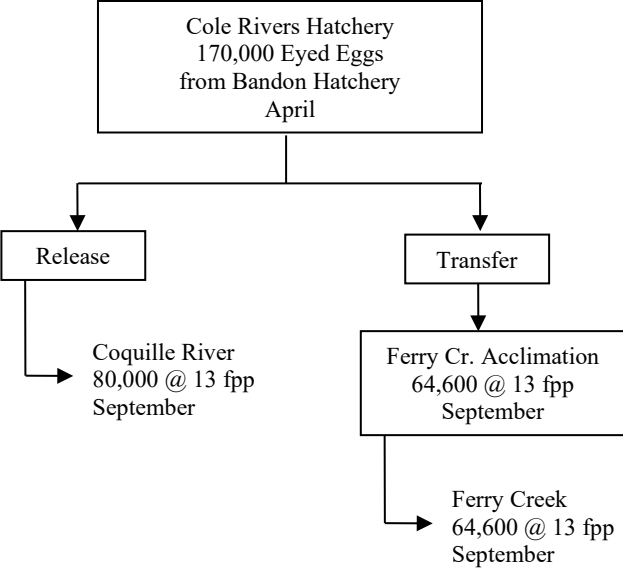 Cole Rivers Hatchery
170,000 Eyed Eggs
from Bandon Hatchery
April
Release
Transfer
Coquille River
80,000 @ 13 fpp
September
Ferry Cr. Acclimation
64,600 @ 13 fpp
September
Ferry Creek
64,600 @ 13 fpp
September